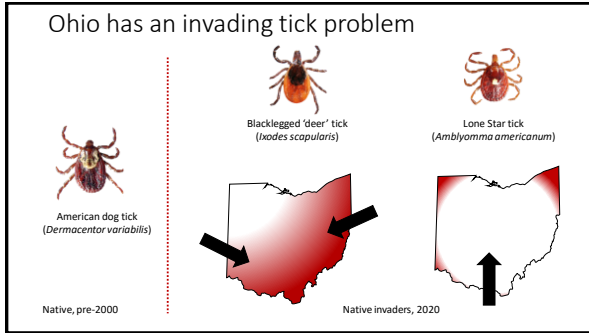 Ohio has an invading tick problem
Blacklegged 'deer' tick
(Ixodes scapularis)
Lone Star tick
(Amblyomma americanum)
American dog tick
(Dermacentor variabilis)
Native, pre-2000
Native invaders, 2020